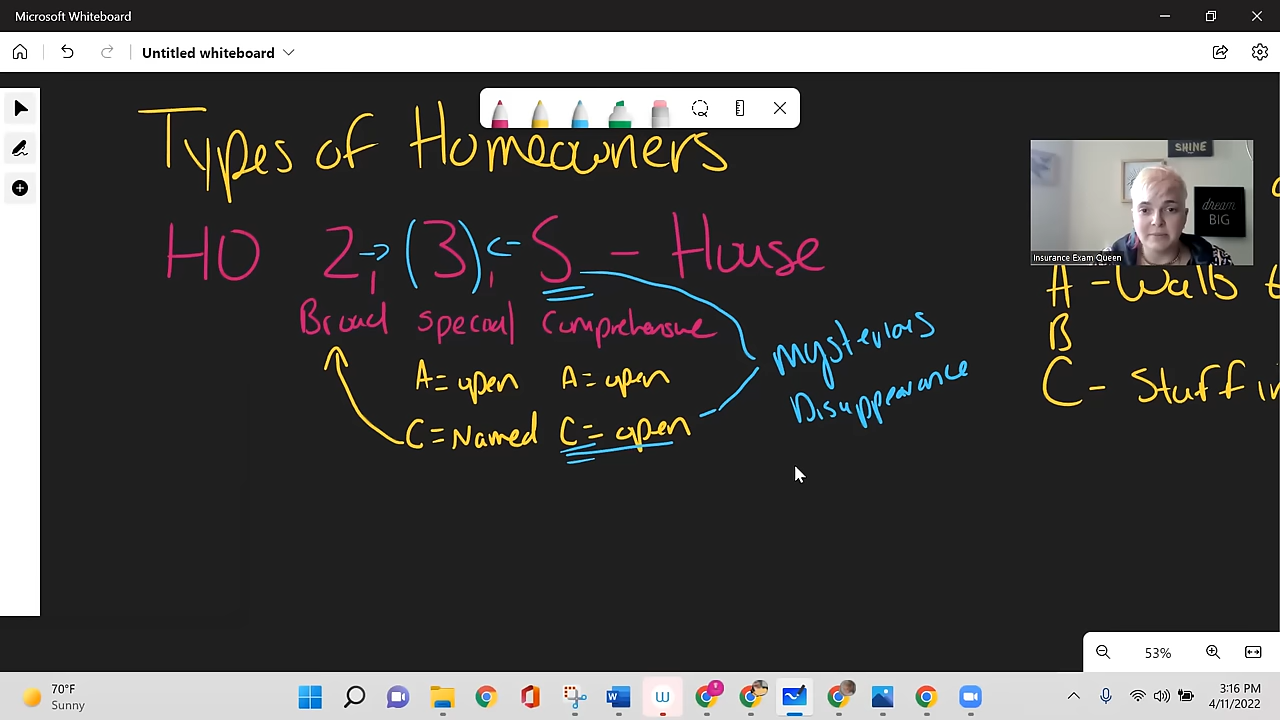 Microsoft Whiteboard
Untitled whiteboard
Types of Homeowners
HO 2, (3), 5 - House
Broad special Comprehensive
A = open A = open
C = Named C = open
Mysterious
Disappearance
SHINE
dream
BIG
Insurance Exam Queen
A - Walls
B
C - Stuff in
53%
70°F
Sunny
3:16 PM
4/11/2022